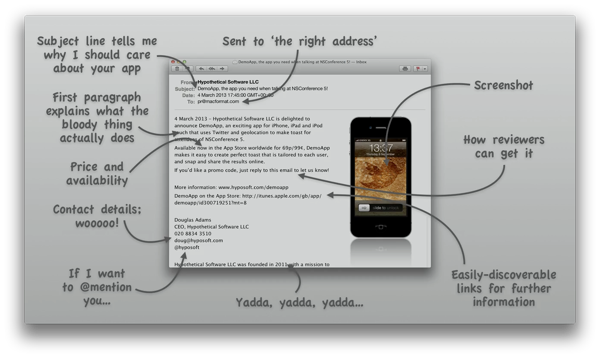 Subject line tells me
why I should care
about your app
Sent to ‘the right address’
First paragraph
explains what the
bloody thing
actually does
Price and
availability
Contact details:
wooooo!
If I want
to @mention
you...
Yadda, yadda, yadda...
Screenshot
How reviewers
can get it
Easily-discoverable
links for further
information
DemoApp, the app you need when talking at NSConference 5! — Inbox
From: Hypothetical Software LLC
Subject: DemoApp, the app you need when talking at NSConference 5!
Date: 4 March 2013 17:45:00 GMT+00:00
To: pr@macformat.com
4 March 2013 – Hypothetical Software LLC is delighted to
announce DemoApp, an exciting app for iPhone, iPad and iPod
touch that uses Twitter and geolocation to make toast for
of NSConference 5.
Available now in the App Store worldwide for 69p/99¢, DemoApp
makes it easy to create perfect toast that is tailored to each user,
and snap and share the results online.
If you'd like a promo code, just reply to this email to let us know!
More information: www.hyposoft.com/demoapp
DemoApp on the App Store: http://itunes.apple.com/gb/app/
demoapp/id300719251?mt=8
Douglas Adams
CEO, Hypothetical Software LLC
020 8834 3510
doug@hyposoft.com
@hyposoft
Hypothetical Software LLC was founded in 2011 with a mission to